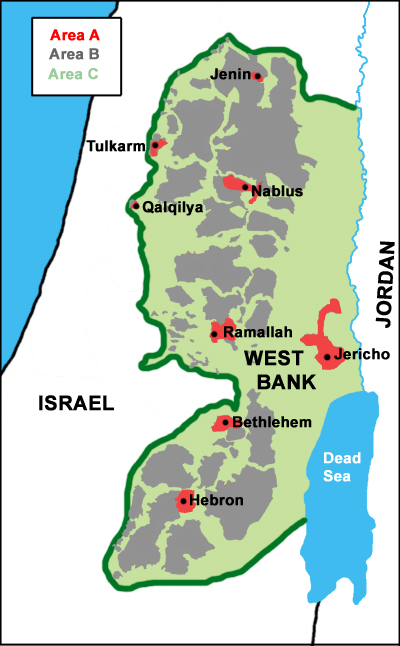 Area A
Area B
Area C
Jenin
Tulkarm
Nablus
Qalqilya
JORDAN
Ramallah
WEST
BANK
Jericho
ISRAEL
Bethlehem
Dead
Sea
Hebron